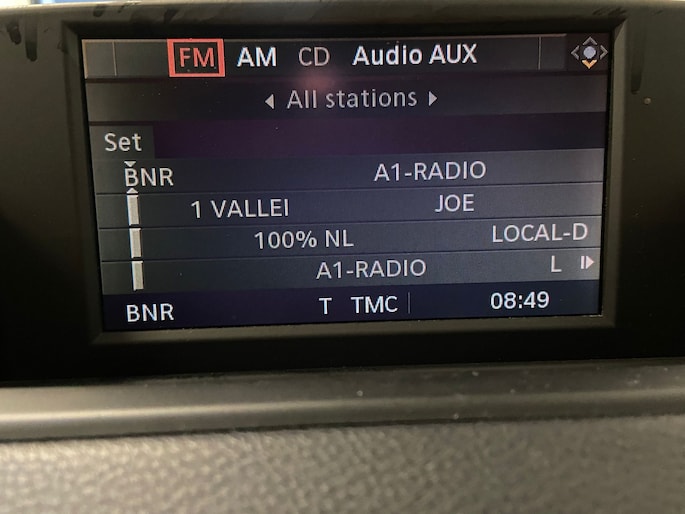 FM AM CD Audio AUX
All stations
Set
BNR A1-RADIO
1 VALLEI JOE
100% NL LOCAL-D
A1-RADIO L
BNR T TMC 08:49